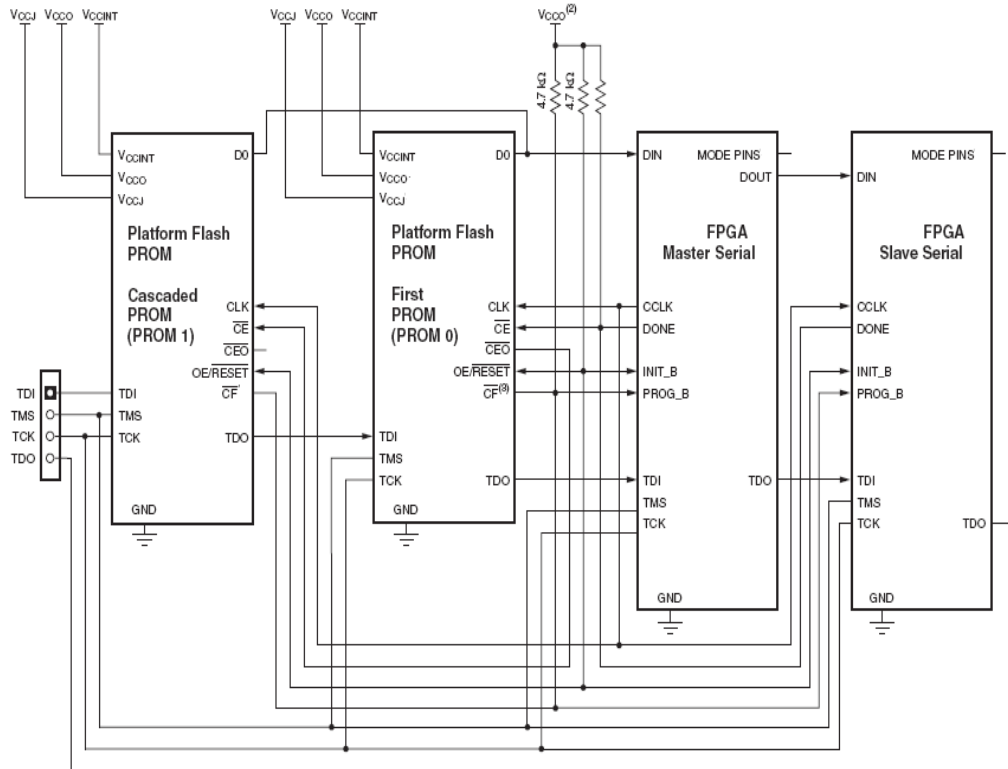 VCCJ VCCO VCCINT
VCCJ VCCO VCCINT
VCCO(2)
4.7 kΩ
4.7 kΩ
VCCINT
VCCO
VCCJ
D0
Platform Flash
PROM
Cascaded
PROM
(PROM 1)
CLK
CE
CEO
OE/RESET
CF
TDI
TMS
TCK
TDO
GND
TDI
TMS
TCK
TDO
VCCINT
VCCO
VCCJ
D0
Platform Flash
PROM
First
PROM
(PROM 0)
CLK
CE
CEO
OE/RESET
CF(3)
TDI
TMS
TCK
TDO
GND
DIN
MODE PINS
DOUT
FPGA
Master Serial
CCLK
DONE
INIT_B
PROG_B
TDI
TMS
TCK
TDO
GND
MODE PINS
DIN
FPGA
Slave Serial
CCLK
DONE
INIT_B
PROG_B
TDI
TMS
TCK
TDO
GND